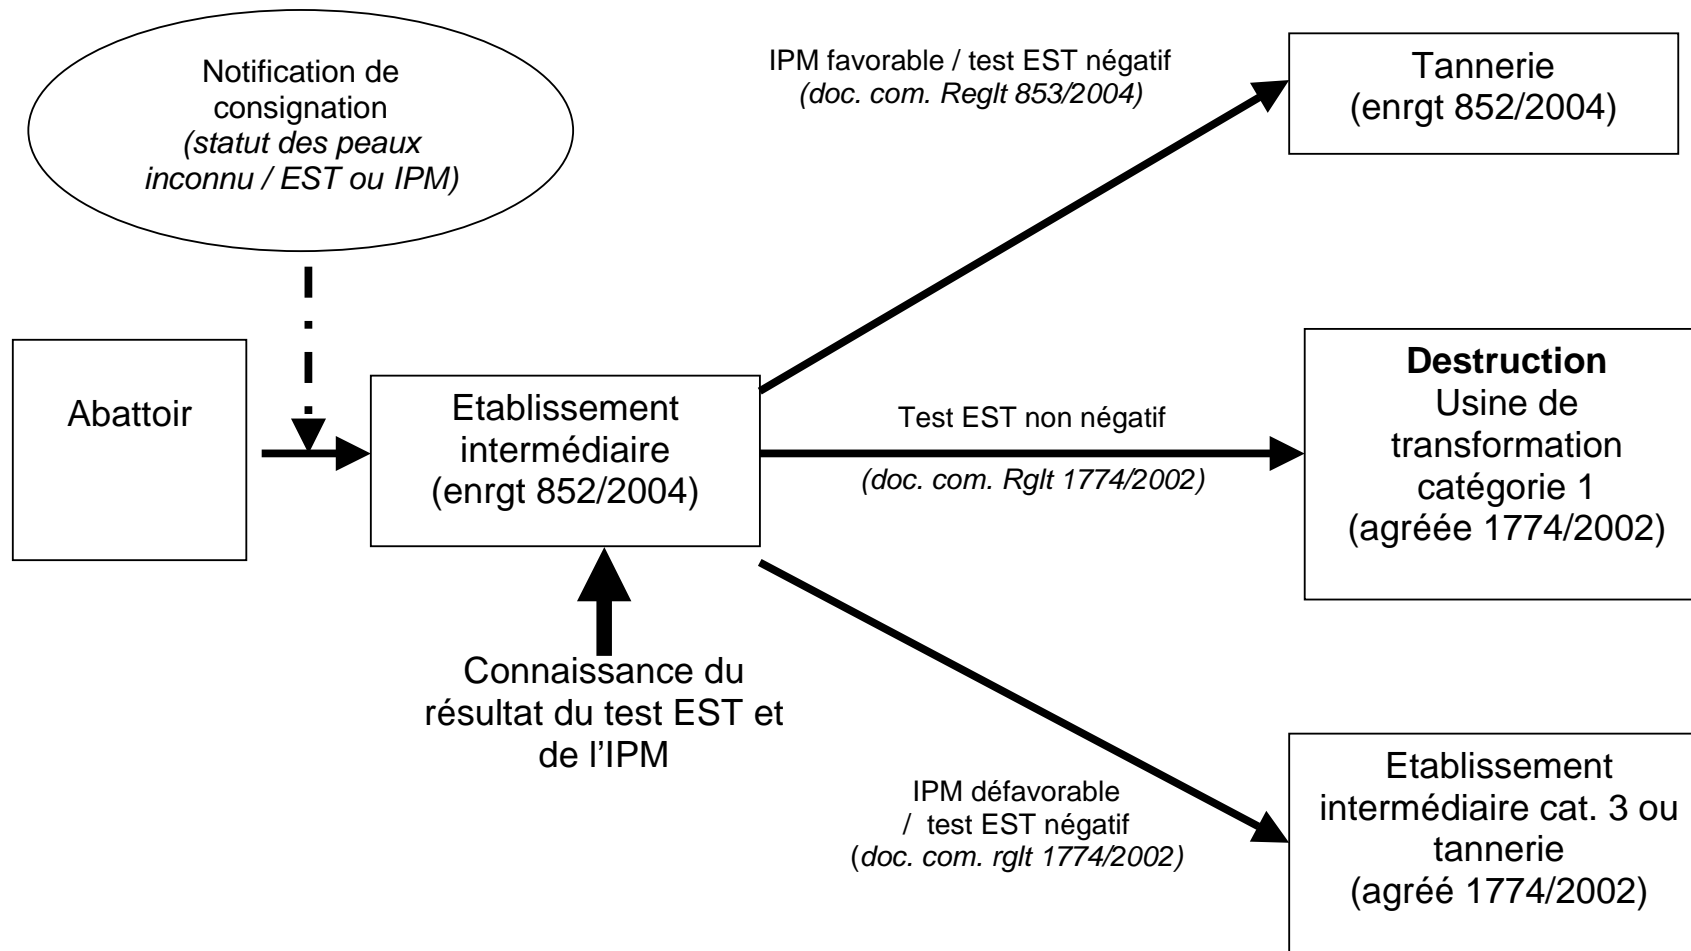 Notification de
consignation
(statut des peaux
inconnu / EST ou IPM)
IPM favorable / test EST négatif
(doc. com. Reglt 853/2004)
Tannerie
(enrgt 852/2004)
Abattoir
Etablissement
intermédiaire
(enrgt 852/2004)
Test EST non négatif
(doc. com. Rglt 1774/2002)
Destruction
Usine de
transformation
catégorie 1
(agréée 1774/2002)
Connaissance du
résultat du test EST et
de l'IPM
IPM défavorable
/ test EST négatif
(doc. com. rglt 1774/2002)
Etablissement
intermédiaire cat. 3 ou
tannerie
(agréé 1774/2002)